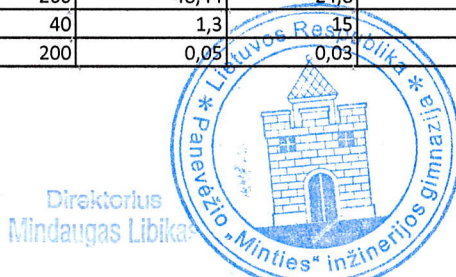 40 1,3 15
200 0,05 0,03
* Lietuvos Respublika *
Panevėžio „Minties“ inžinerijos gimnazija
Direktorius
Mindaugas Libikas